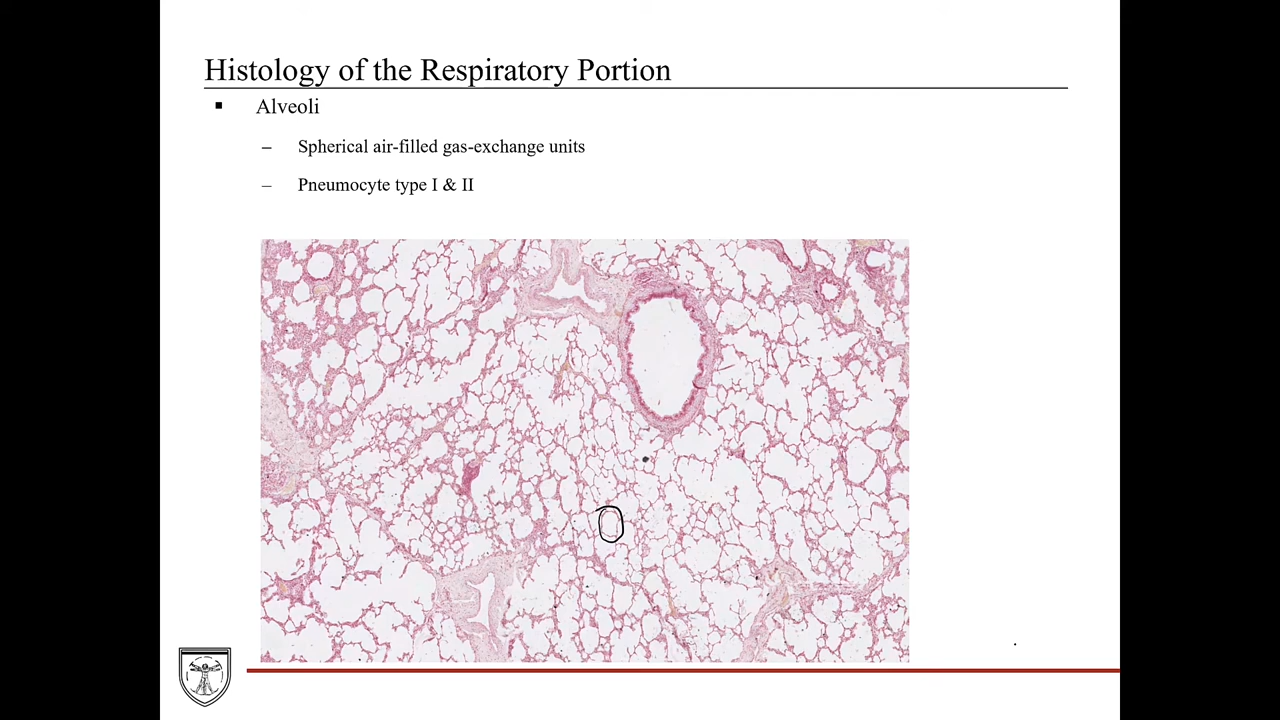 Histology of the Respiratory Portion
▪ Alveoli
– Spherical air-filled gas-exchange units
– Pneumocyte type I & II